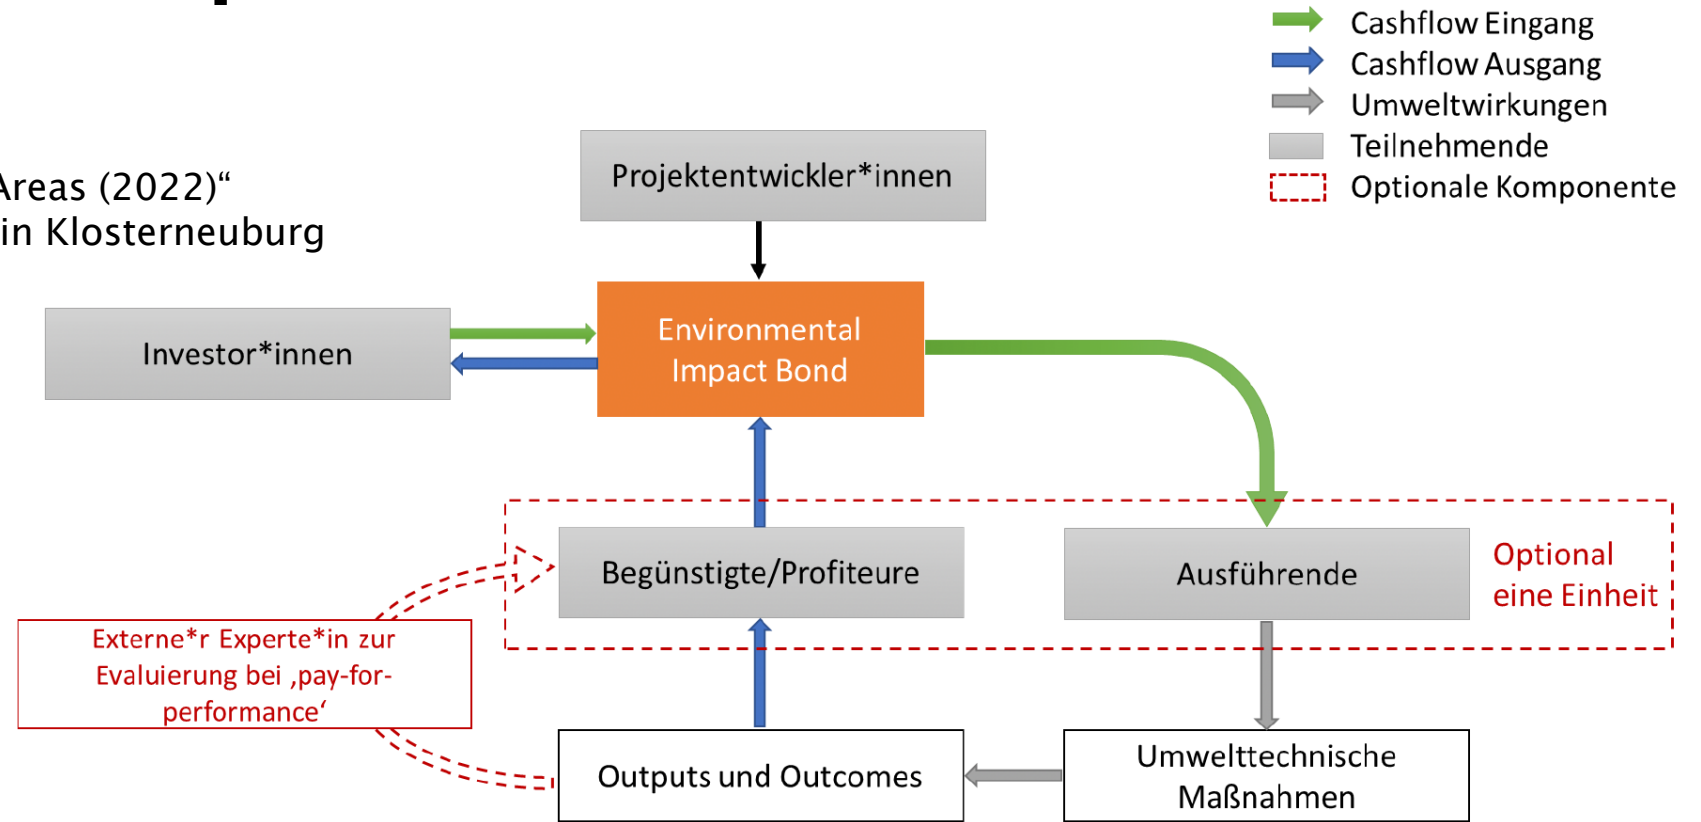 Cashflow Eingang
Cashflow Ausgang
Umweltwirkungen
Teilnehmende
Optionale Komponente
Areas (2022)“
in Klosterneuburg
Projektentwickler*innen
Investor*innen
Environmental
Impact Bond
Begünstigte/Profiteure
Ausführende
Optional
eine Einheit
Externe*r Experte*in zur
Evaluierung bei ‚pay-for-
performance‘
Outputs und Outcomes
Umwelttechnische
Maßnahmen